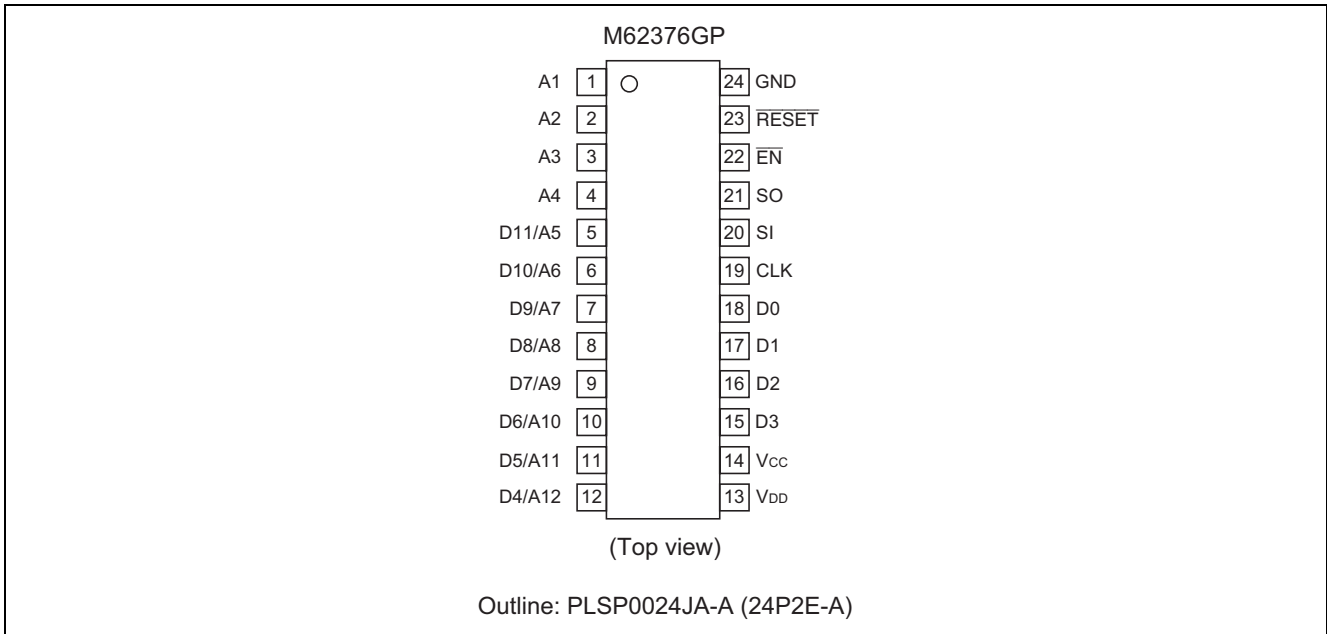 M62376GP
A1 1 24 GND
A2 2 23 RESET
A3 3 22 EN
A4 4 21 SO
D11/A5 5 20 SI
D10/A6 6 19 CLK
D9/A7 7 18 D0
D8/A8 8 17 D1
D7/A9 9 16 D2
D6/A10 10 15 D3
D5/A11 11 14 VCC
D4/A12 12 13 VDD
(Top view)
Outline: PLSP0024JA-A (24P2E-A)